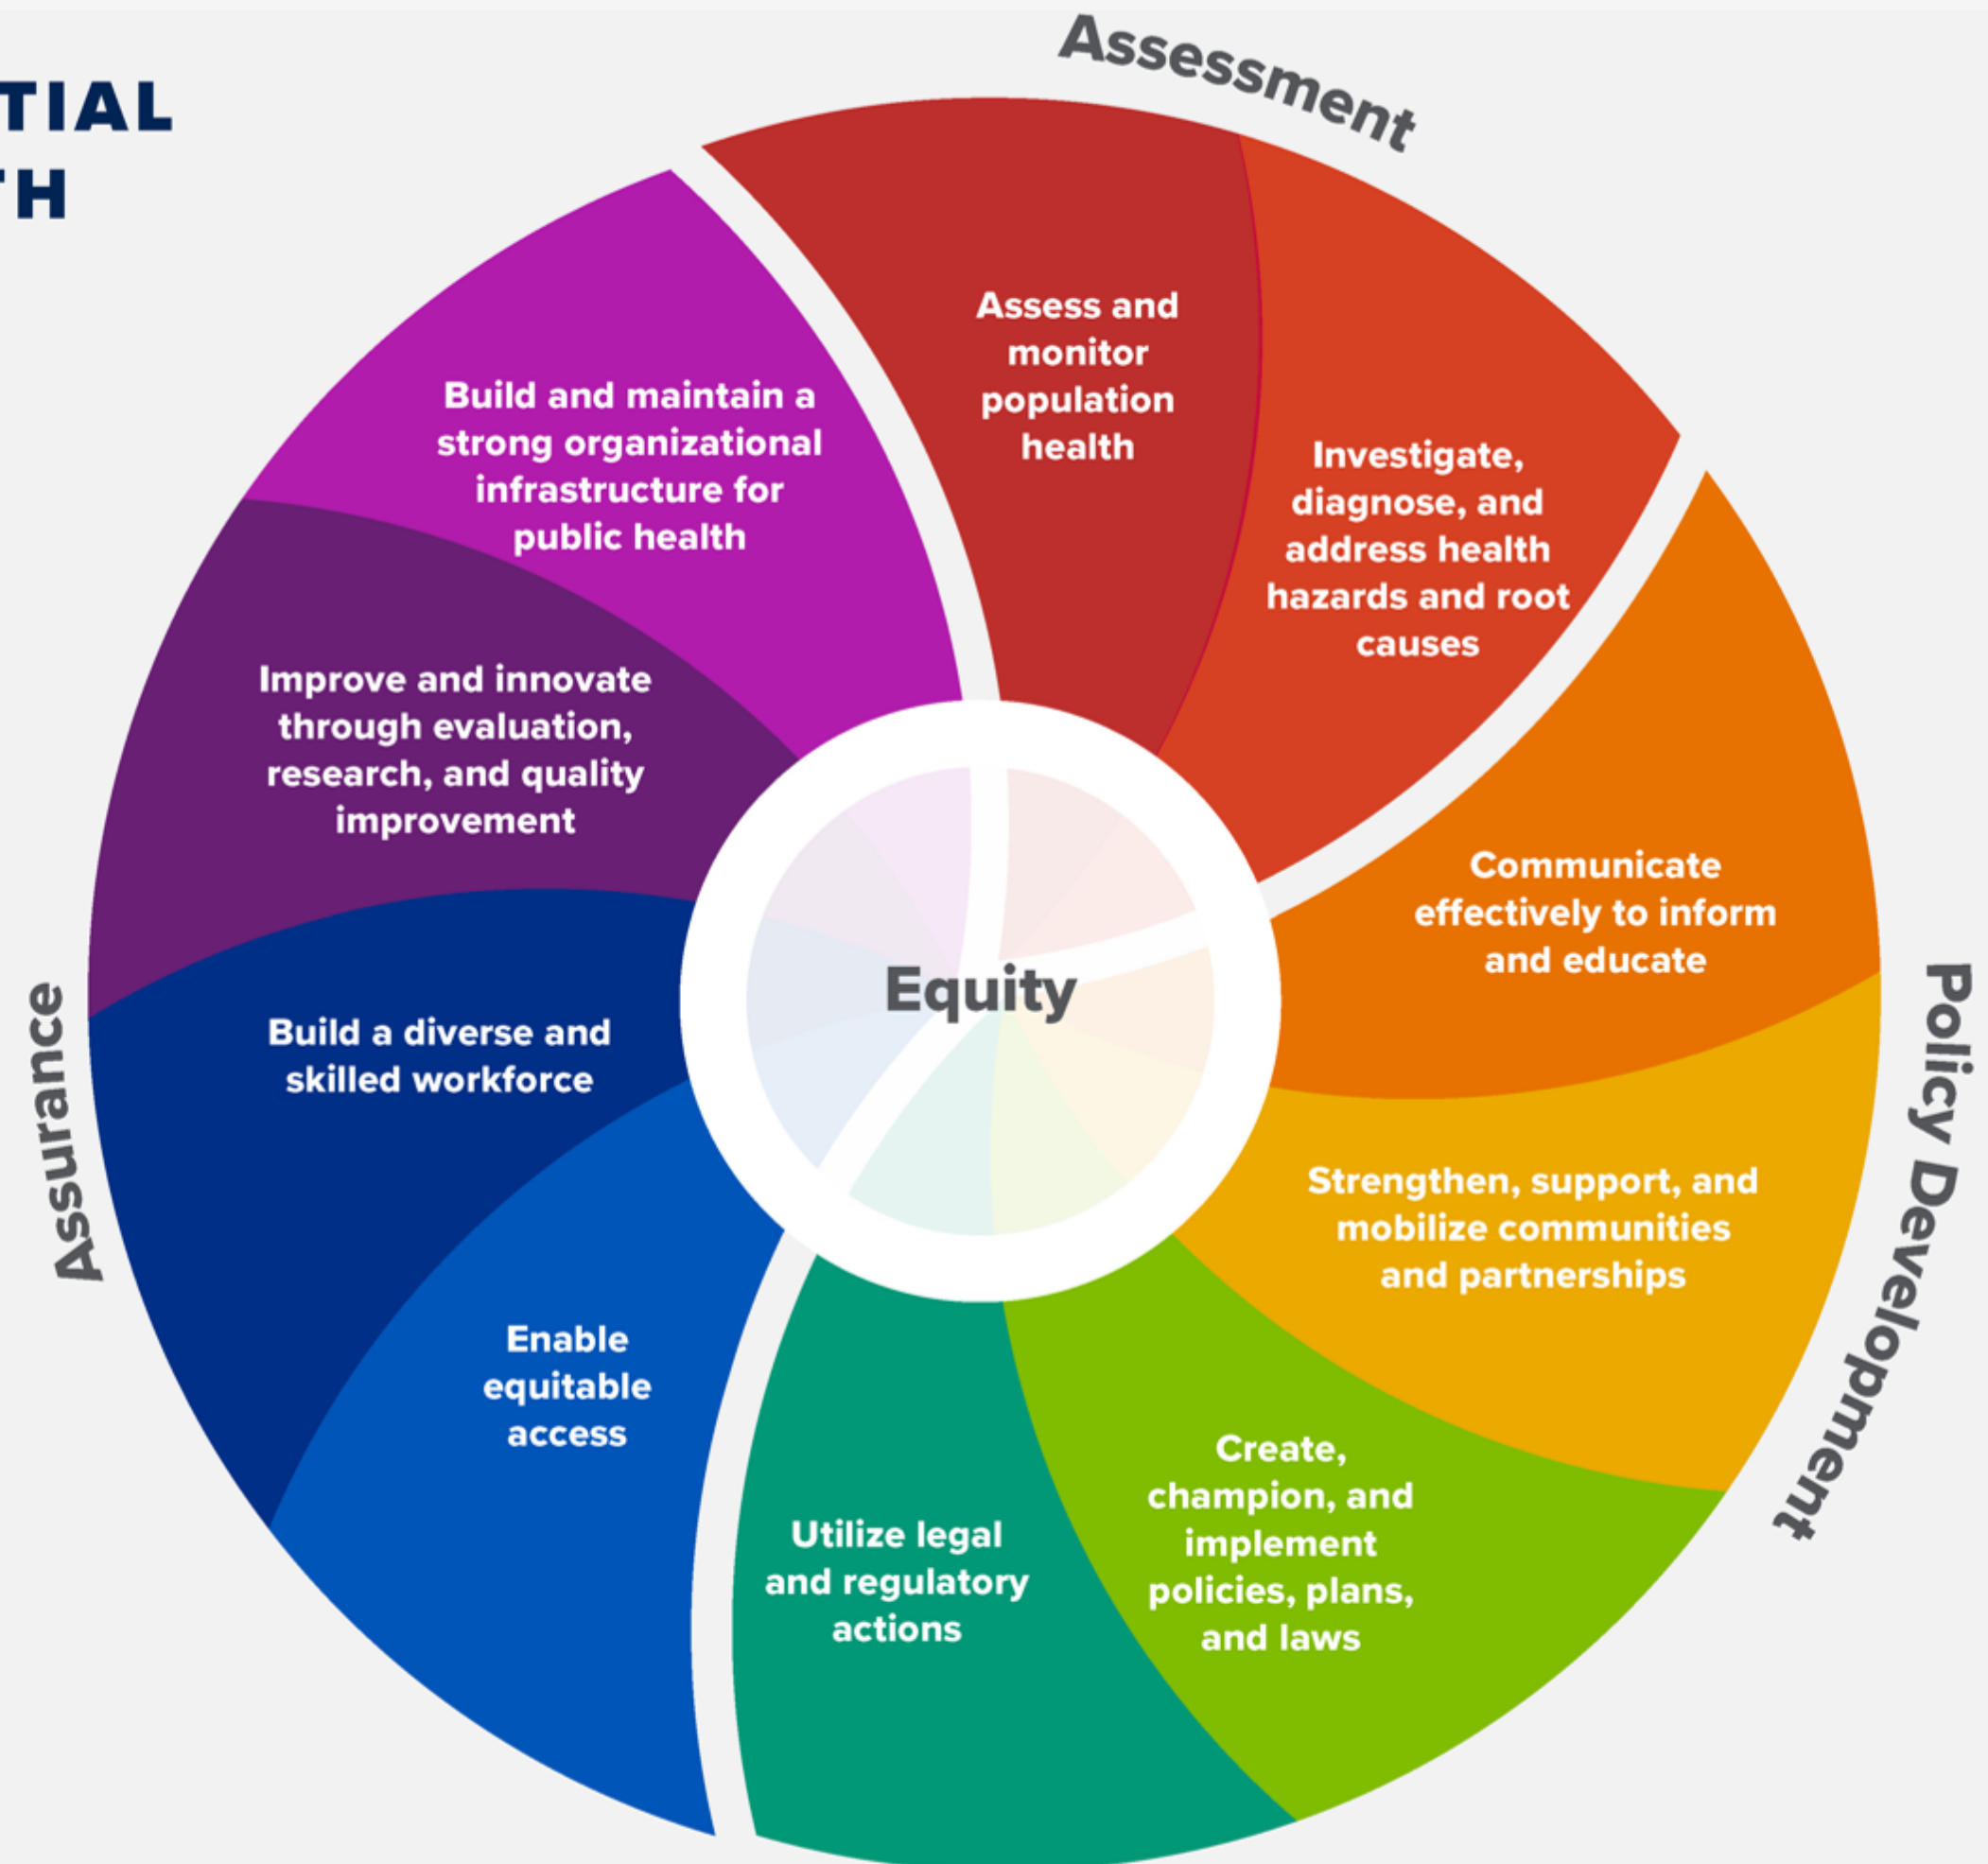 TIAL
TH
Assessment
Assess and
monitor
population
health
Investigate,
diagnose, and
address health
hazards and root
causes
Policy Development
Communicate
effectively to inform
and educate
Strengthen, support, and
mobilize communities
and partnerships
Create,
champion, and
implement
policies, plans,
and laws
Utilize legal
and regulatory
actions
Assurance
Enable
equitable
access
Build a diverse and
skilled workforce
Improve and innovate
through evaluation,
research, and quality
improvement
Build and maintain a
strong organizational
infrastructure for
public health
Equity